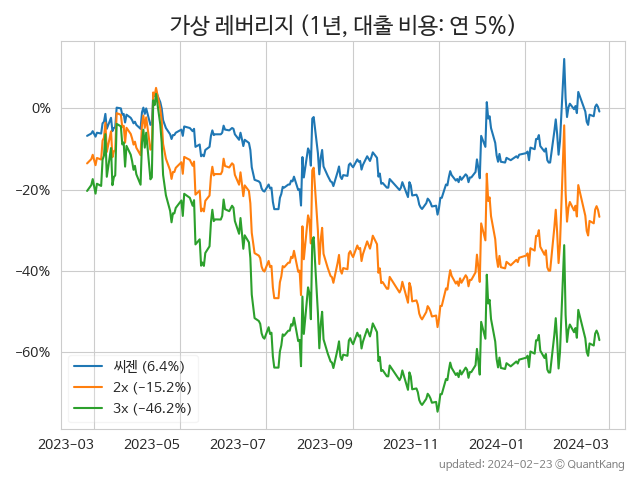 가상 레버리지 (1년, 대출 비용: 연 5%)
0%
−20%
−40%
−60%
씨젠 (6.4%)
2x (−15.2%)
3x (−46.2%)
2023-03 2023-05 2023-07 2023-09 2023-11 2024-01 2024-03
updated: 2024-02-23 © QuantKang